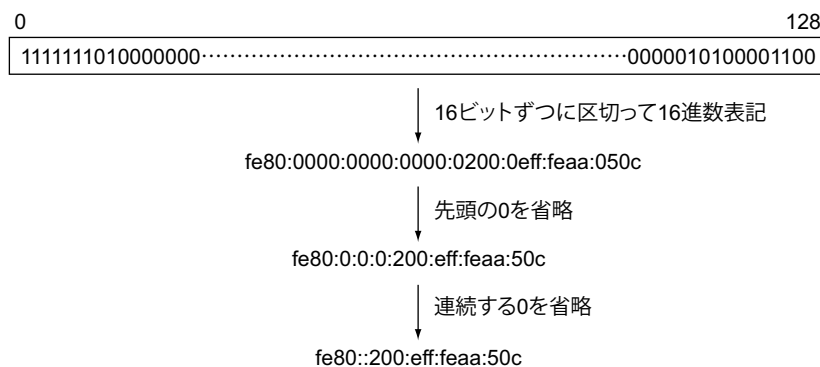 0 128
1111111010000000‥‥‥‥‥‥‥‥‥‥‥‥‥‥‥‥‥‥‥‥‥‥‥‥‥‥‥0000010100001100
16ビットずつに区切って16進数表記
fe80:0000:0000:0000:0200:0eff:feaa:050c
先頭の0を省略
fe80:0:0:0:200:eff:feaa:50c
連続する0を省略
fe80::200:eff:feaa:50c